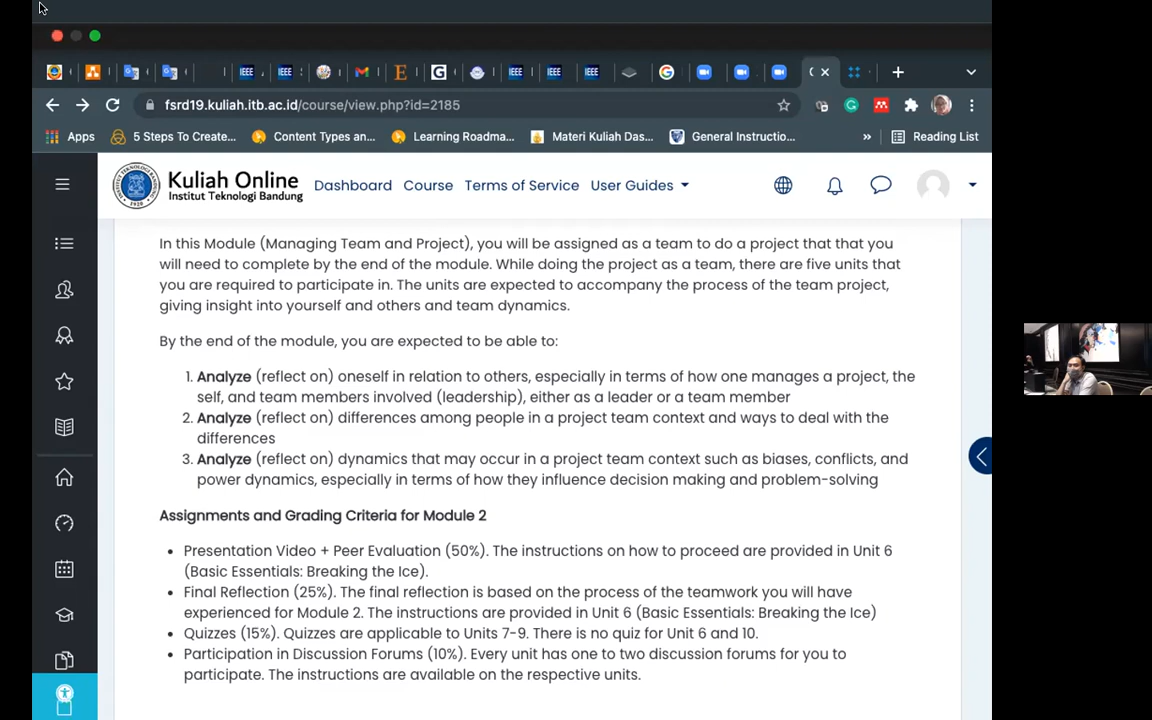 IEEE
IEEE
IEEE
IEEE
IEEE
fsrd19.kuliah.itb.ac.id/course/view.php?id=2185
Apps
5 Steps To Create...
Content Types an...
Learning Roadma...
Materi Kuliah Das...
General Instructio...
»
Reading List
Kuliah Online
Institut Teknologi Bandung
Dashboard
Course
Terms of Service
User Guides
In this Module (Managing Team and Project), you will be assigned as a team to do a project that that you
will need to complete by the end of the module. While doing the project as a team, there are five units that
you are required to participate in. The units are expected to accompany the process of the team project,
giving insight into yourself and others and team dynamics.
By the end of the module, you are expected to be able to:
1. Analyze (reflect on) oneself in relation to others, especially in terms of how one manages a project, the
self, and team members involved (leadership), either as a leader or a team member
2. Analyze (reflect on) differences among people in a project team context and ways to deal with the
differences
3. Analyze (reflect on) dynamics that may occur in a project team context such as biases, conflicts, and
power dynamics, especially in terms of how they influence decision making and problem-solving
Assignments and Grading Criteria for Module 2
• Presentation Video + Peer Evaluation (50%). The instructions on how to proceed are provided in Unit 6
(Basic Essentials: Breaking the Ice).
• Final Reflection (25%). The final reflection is based on the process of the teamwork you will have
experienced for Module 2. The instructions are provided in Unit 6 (Basic Essentials: Breaking the Ice)
• Quizzes (15%). Quizzes are applicable to Units 7-9. There is no quiz for Unit 6 and 10.
• Participation in Discussion Forums (10%). Every unit has one to two discussion forums for you to
participate. The instructions are available on the respective units.